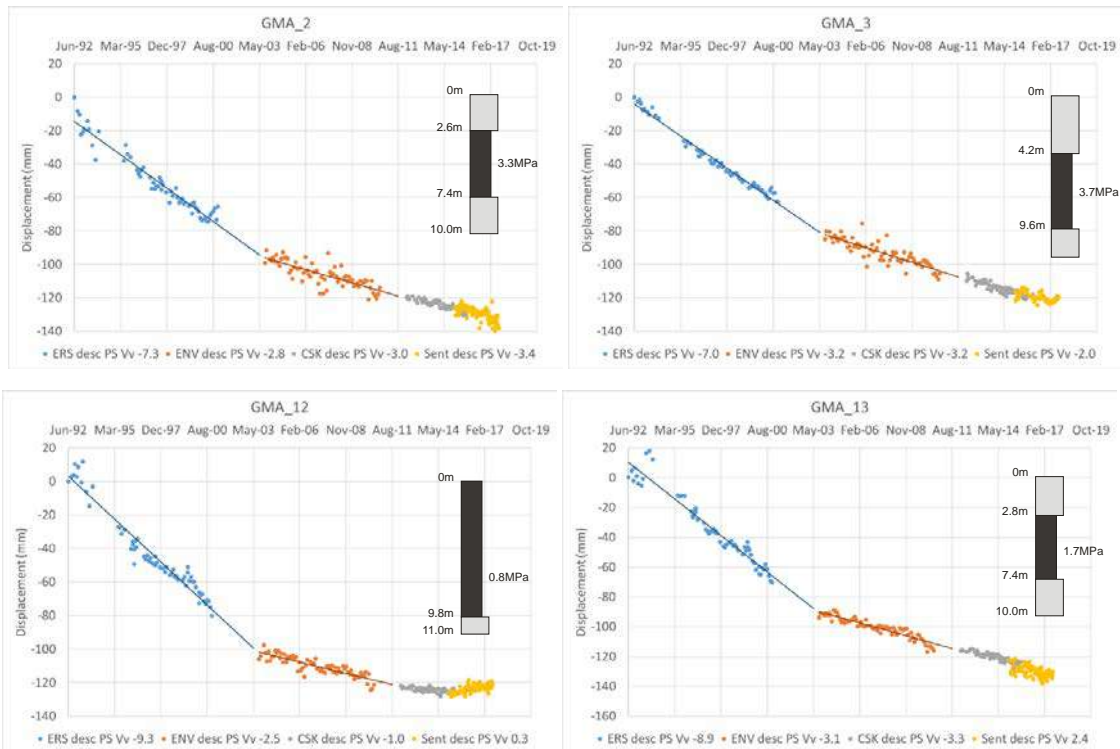 GMA_2
Jun-92 Mar-95 Dec-97 Aug-00 May-03 Feb-06 Nov-08 Aug-11 May-14 Feb-17 Oct-19
20
0
-20
-40
-60
-80
-100
-120
-140
Displacement (mm)
0m
2.6m
3.3MPa
7.4m
10.0m
ERS desc PS Vv -7.3 ENV desc PS Vv -2.8 CSK desc PS Vv -3.0 Sent desc PS Vv -3.4
GMA_3
Jun-92 Mar-95 Dec-97 Aug-00 May-03 Feb-06 Nov-08 Aug-11 May-14 Feb-17 Oct-19
20
0
-20
-40
-60
-80
-100
-120
-140
Displacement (mm)
0m
4.2m
3.7MPa
9.6m
ERS desc PS Vv -7.0 ENV desc PS Vv -3.2 CSK desc PS Vv -3.2 Sent desc PS Vv -2.0
GMA_12
Jun-92 Mar-95 Dec-97 Aug-00 May-03 Feb-06 Nov-08 Aug-11 May-14 Feb-17 Oct-19
20
0
-20
-40
-60
-80
-100
-120
-140
Displacement (mm)
0m
0.8MPa
9.8m
11.0m
ERS desc PS Vv -9.3 ENV desc PS Vv -2.5 CSK desc PS Vv -1.0 Sent desc PS Vv 0.3
GMA_13
Jun-92 Mar-95 Dec-97 Aug-00 May-03 Feb-06 Nov-08 Aug-11 May-14 Feb-17 Oct-19
20
0
-20
-40
-60
-80
-100
-120
-140
-160
Displacement (mm)
0m
2.8m
1.7MPa
7.4m
10.0m
ERS desc PS Vv -8.9 ENV desc PS Vv -3.1 CSK desc PS Vv -3.3 Sent desc PS Vv 2.4